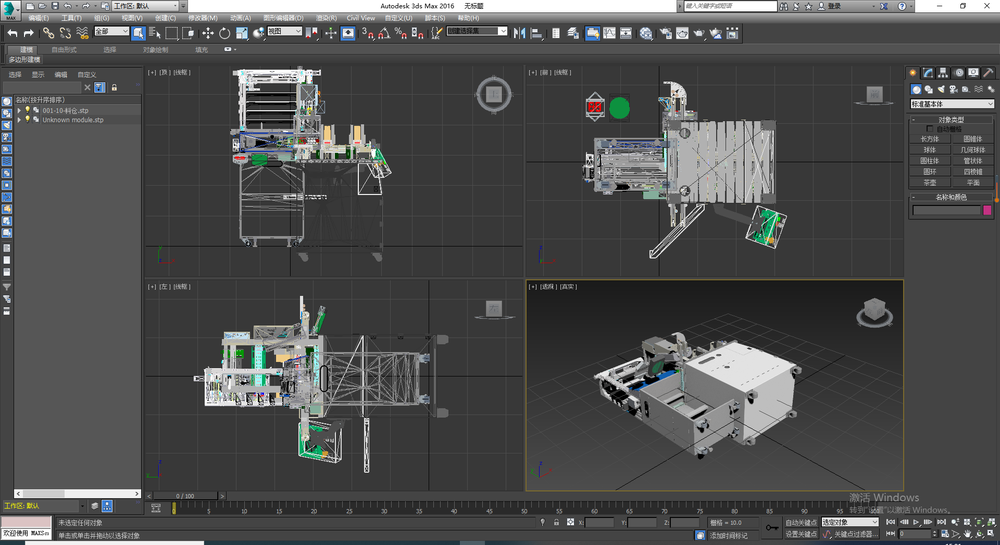 工作区: 默认
Autodesk 3ds Max 2016 无标题
键入关键字或短语
登录
MAX
编辑(E) 工具(T) 组(G) 视图(V) 创建(C) 修改器(M) 动画(A) 图形编辑器(D) 渲染(R) Civil View 自定义(U) 脚本(S) 帮助(H)
全部
视图
创建选择集
建模 自由形式 选择 对象绘制 填充
多边形建模
选择 显示 编辑 自定义
名称(按升序排序)
001-10-料仓.stp
Unknown module.stp
[+] [顶] [线框]
北
西 上 东
南
[+] [前] [线框]
[+] [左] [线框]
左
[+] [透视] [真实]
标准基本体
- 对象类型
自动栅格
长方体 圆锥体
球体 几何球体
圆柱体 管状体
圆环 四棱锥
茶壶 平面
- 名称和颜色
激活 Windows
转到"设置"以激活 Windows。
工作区: 默认
< 0 / 100 >
0 5 10 15 20 25 30 35 40 45 50 55 60 65 70 75 80 85 90 95 100
未选定任何对象
X: Y: Z:
栅格 = 10.0
自动关键点
选定对象
欢迎使用 MAXScr
单击或单击并拖动以选择对象
添加时间标记
设置关键点
关键点过滤器...
0